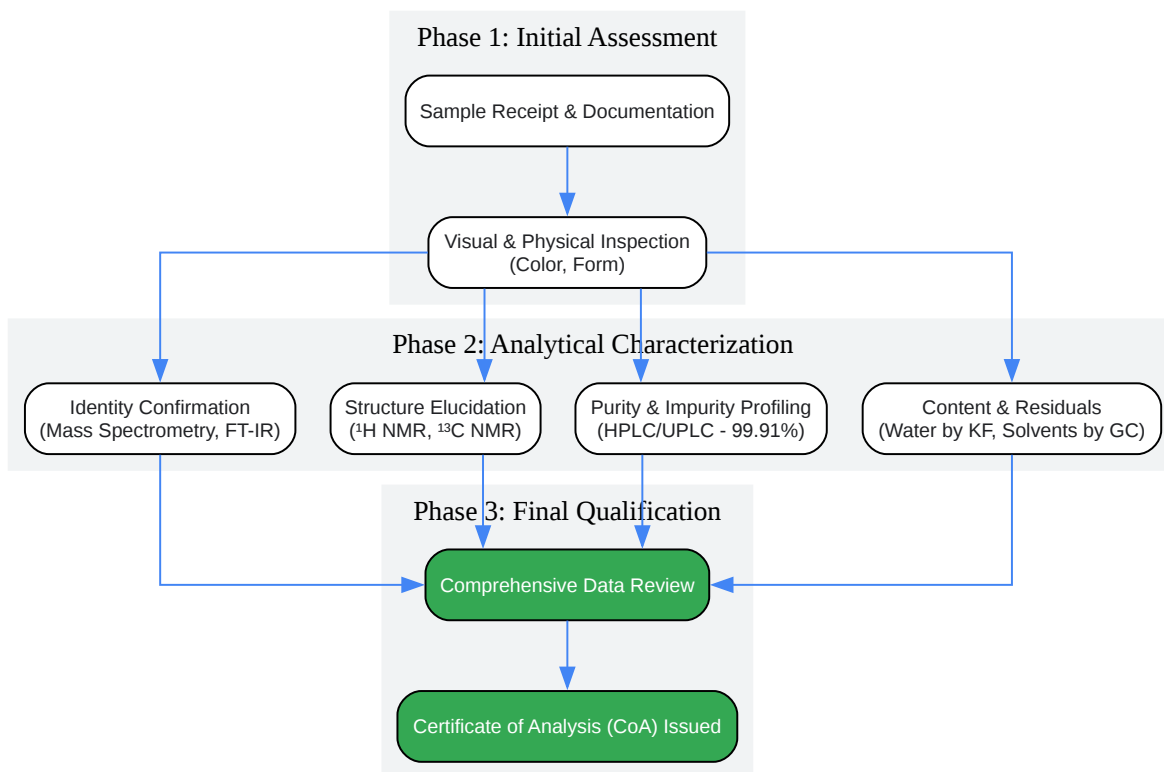 Phase 1: Initial Assessment
Sample Receipt & Documentation
Visual & Physical Inspection
(Color, Form)
Phase 2: Analytical Characterization
Identity Confirmation
(Mass Spectrometry, FT-IR)
Structure Elucidation
(¹H NMR, ¹³C NMR)
Purity & Impurity Profiling
(HPLC/UPLC - 99.91%)
Content & Residuals
(Water by KF, Solvents by GC)
Phase 3: Final Qualification
Comprehensive Data Review
Certificate of Analysis (CoA) Issued